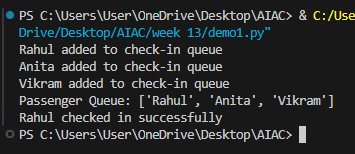 PS C:\Users\User\OneDrive\Desktop\AIAC> & C:/User
Drive/Desktop/AIAC/week 13/demo1.py"
Rahul added to check-in queue
Anita added to check-in queue
Vikram added to check-in queue
Passenger Queue: ['Rahul', 'Anita', 'Vikram']
Rahul checked in successfully
PS C:\Users\User\OneDrive\Desktop\AIAC>